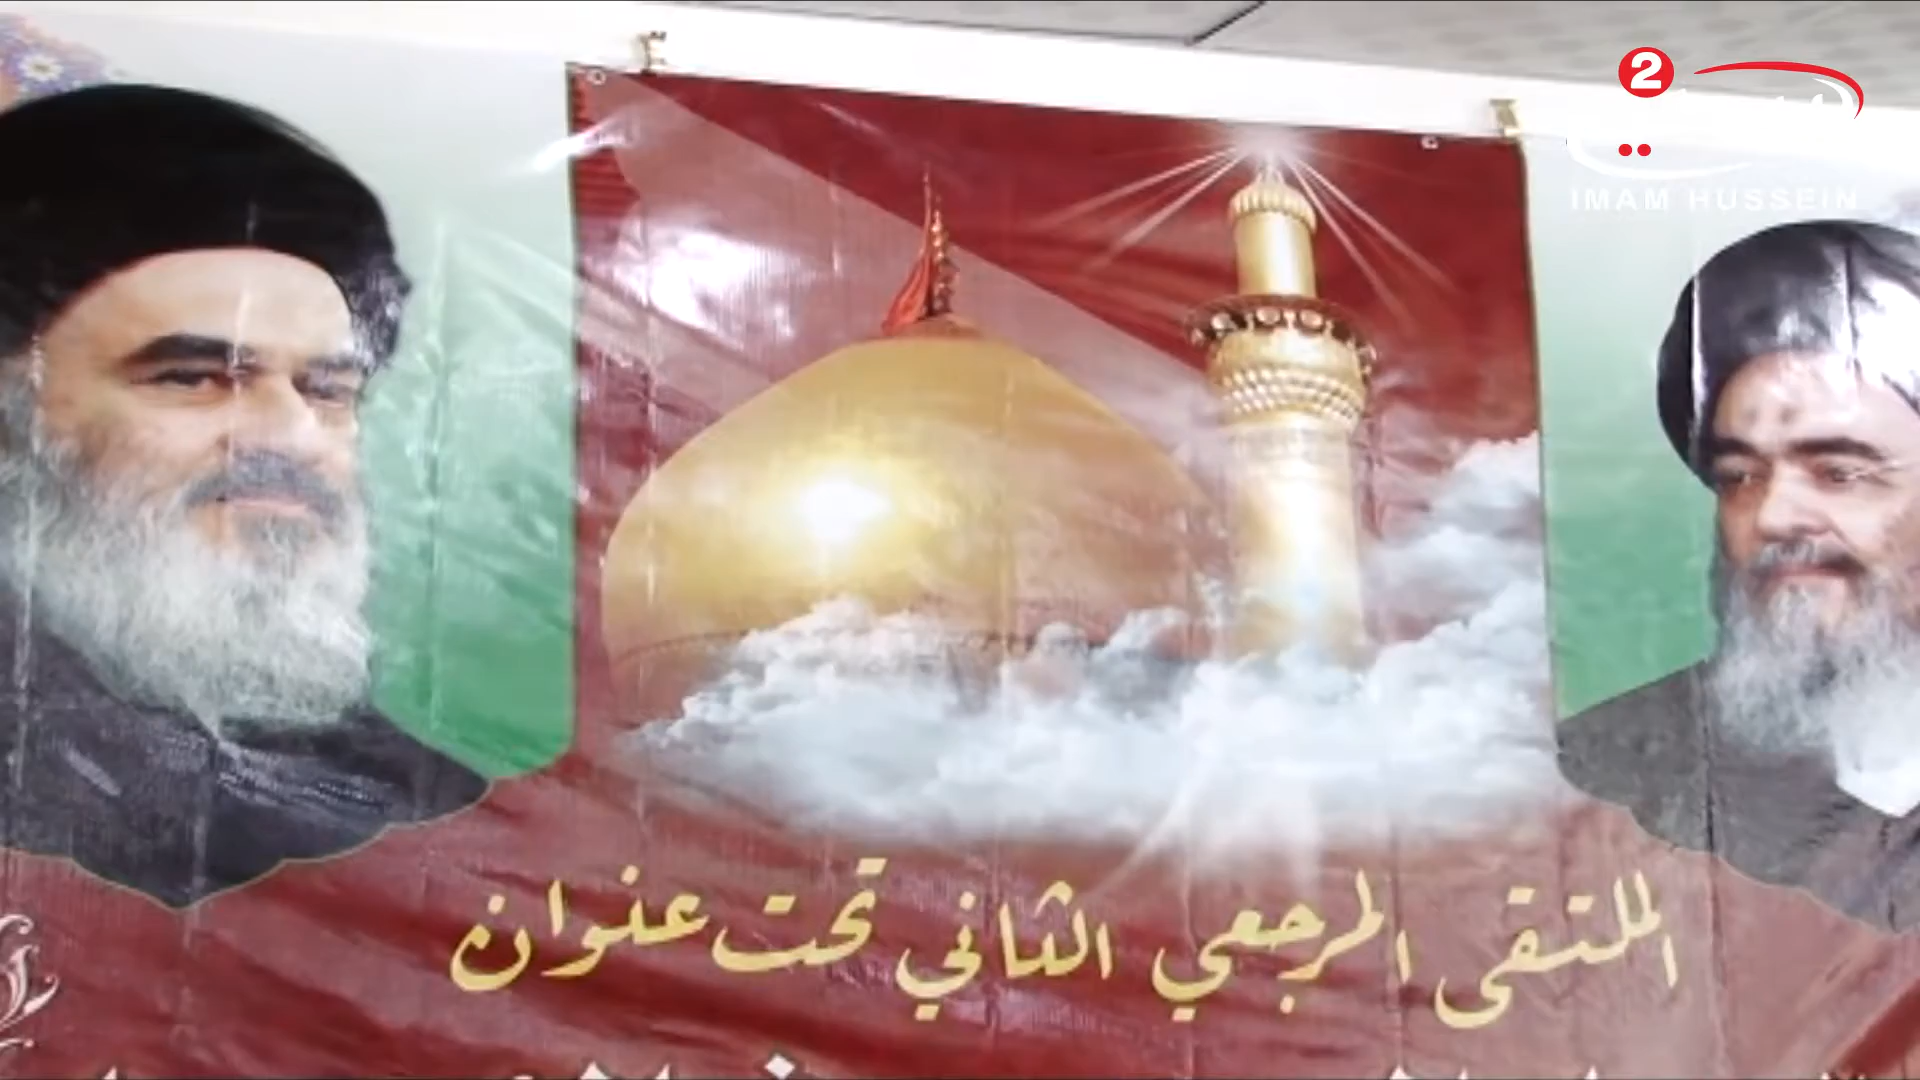 2
IMAM HUSSEIN
الملتقى المرجعي الثاني تحت عنوان